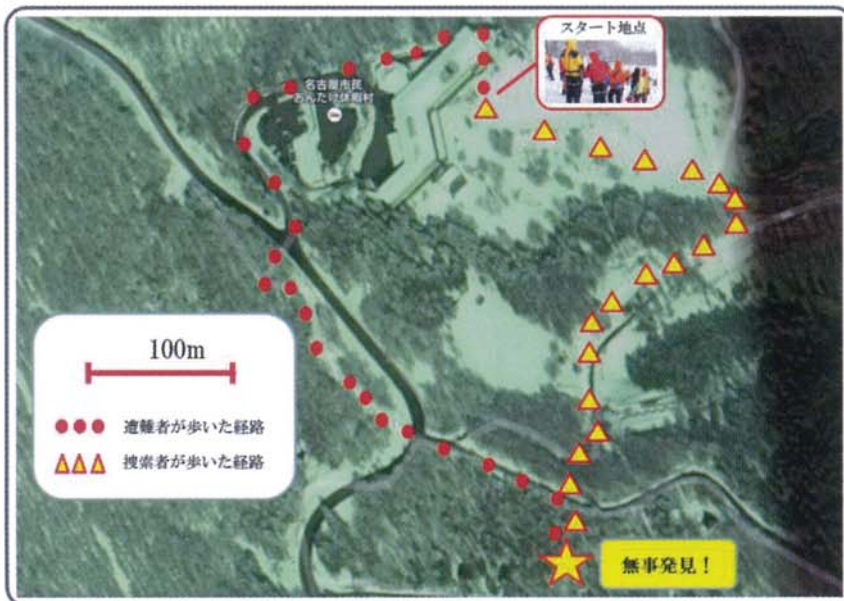 スタート地点
名古屋市民
おんたけ休暇村
100m
遭難者が歩いた経路
捜索者が歩いた経路
無事発見！